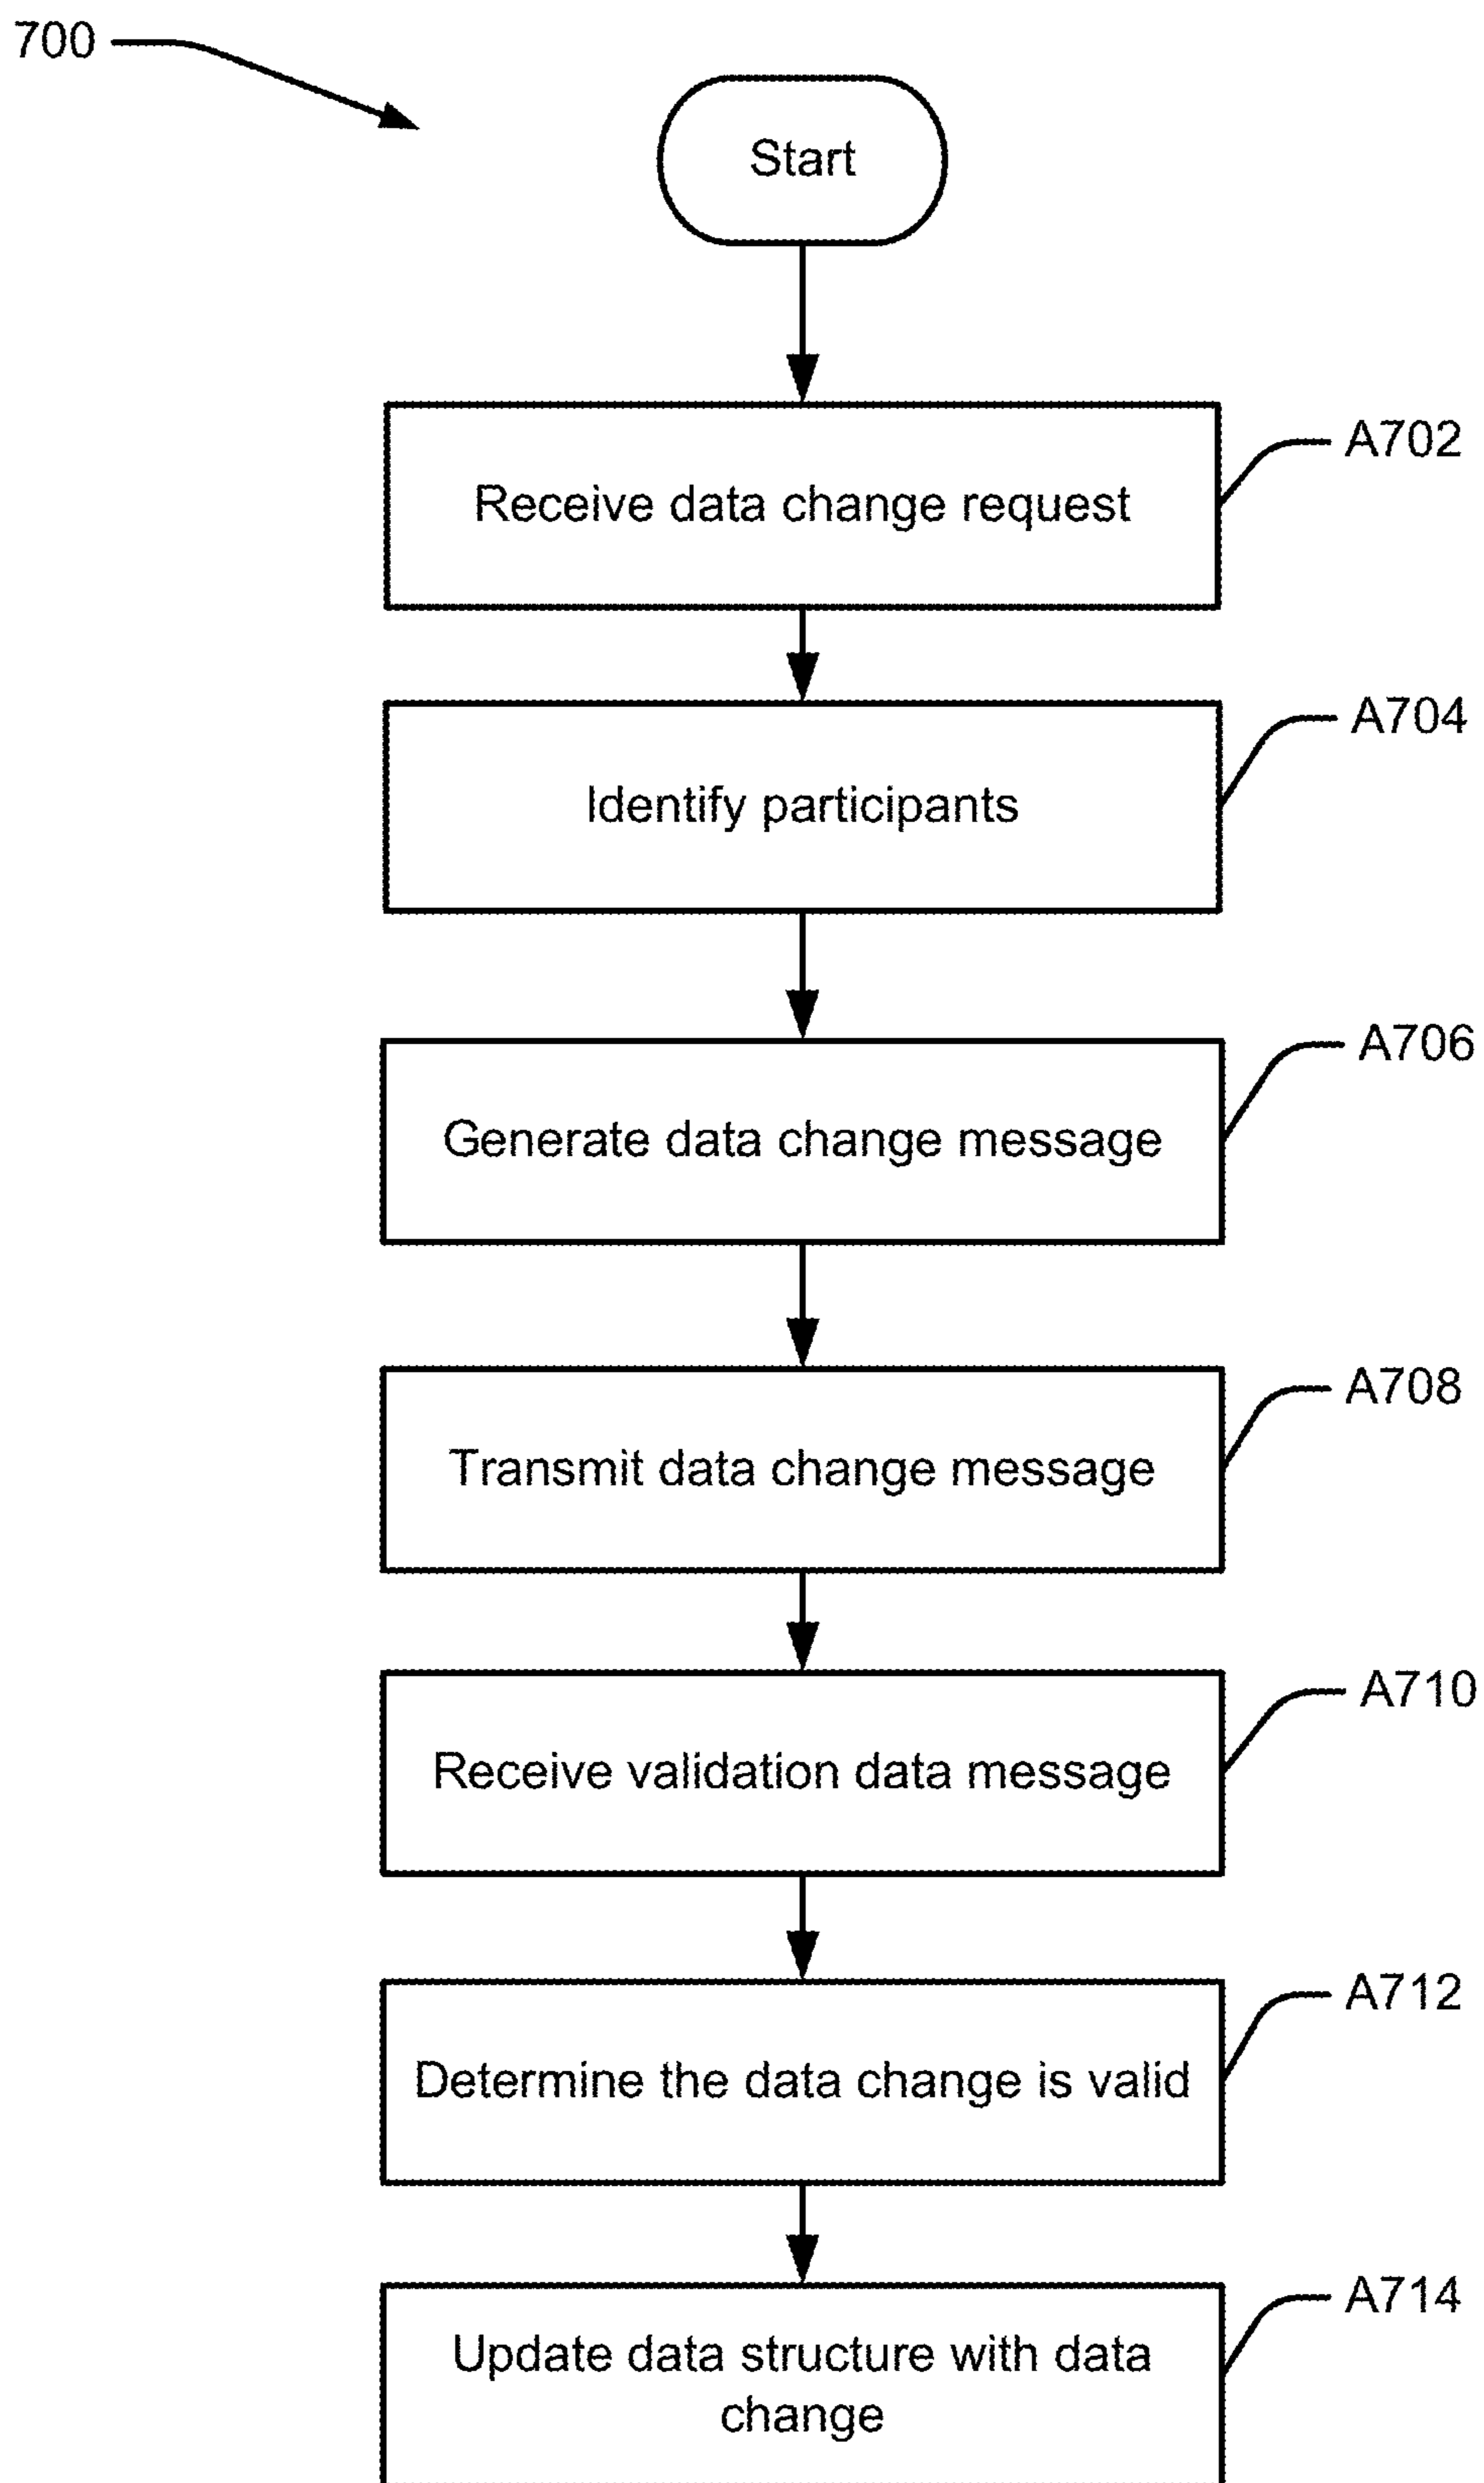 700
Start
A702
Receive data change request
A704
Identify participants
A706
Generate data change message
A708
Transmit data change message
A710
Receive validation data message
A712
Determine the data change is valid
A714
Update data structure with data
change